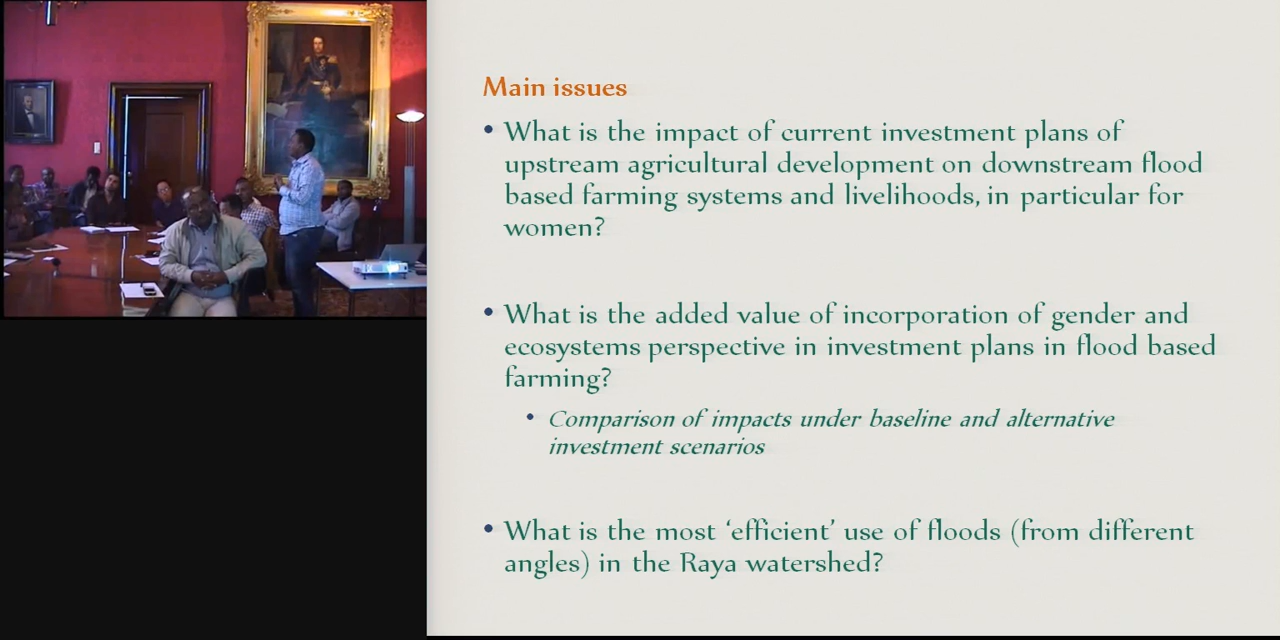 Main issues
• What is the impact of current investment plans of
upstream agricultural development on downstream flood
based farming systems and livelihoods, in particular for
women?
• What is the added value of incorporation of gender and
ecosystems perspective in investment plans in flood based
farming?
• Comparison of impacts under baseline and alternative
investment scenarios
• What is the most ‘efficient’ use of floods (from different
angles) in the Raya watershed?